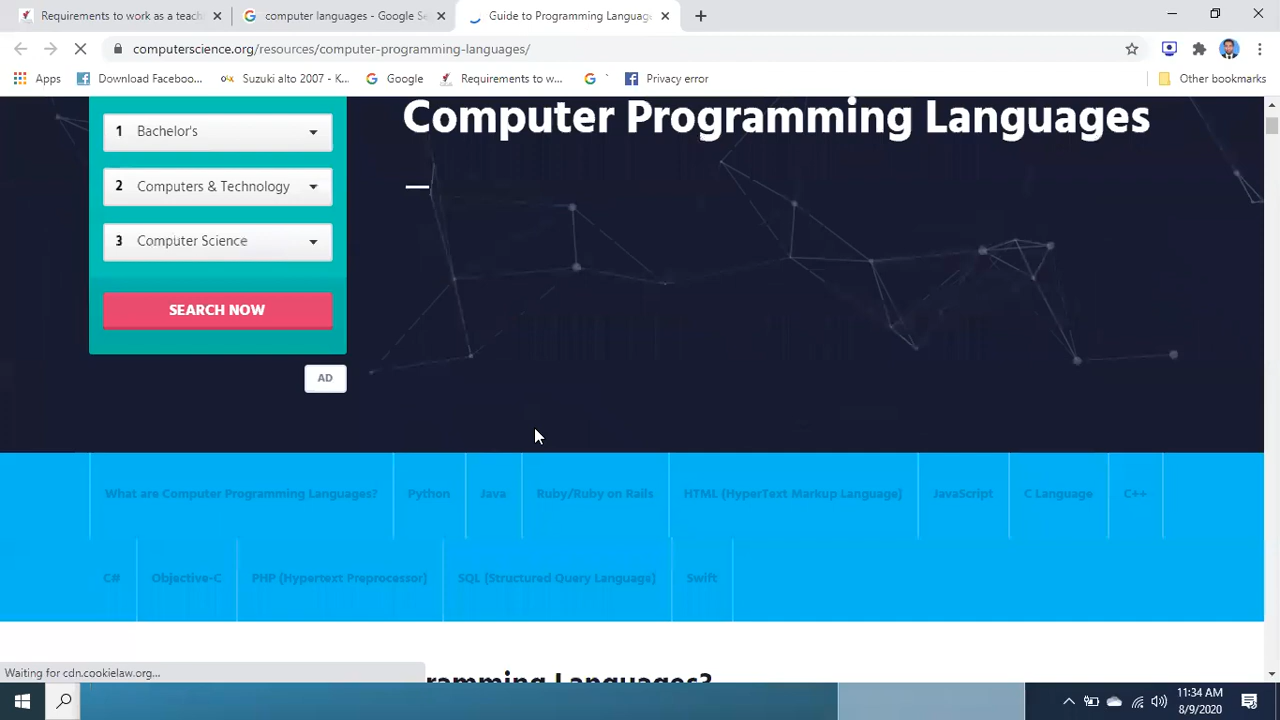 Requirements to work as a teach
computer languages - Google Se
Guide to Programming Languag
computerscience.org/resources/computer-programming-languages/
Apps
Download Faceboo...
Suzuki alto 2007 - K...
Google
Requirements to w...
Privacy error
Other bookmarks
Computer Programming Languages
1 Bachelor's
2 Computers & Technology
3 Computer Science
SEARCH NOW
AD
What are Computer Programming Languages? Python Java Ruby/Ruby on Rails HTML (HyperText Markup Language) JavaScript C Language C++
C# Objective-C PHP (Hypertext Preprocessor) SQL (Structured Query Language) Swift
ramming Languages?
Waiting for cdn.cookielaw.org...
11:34 AM
8/9/2020